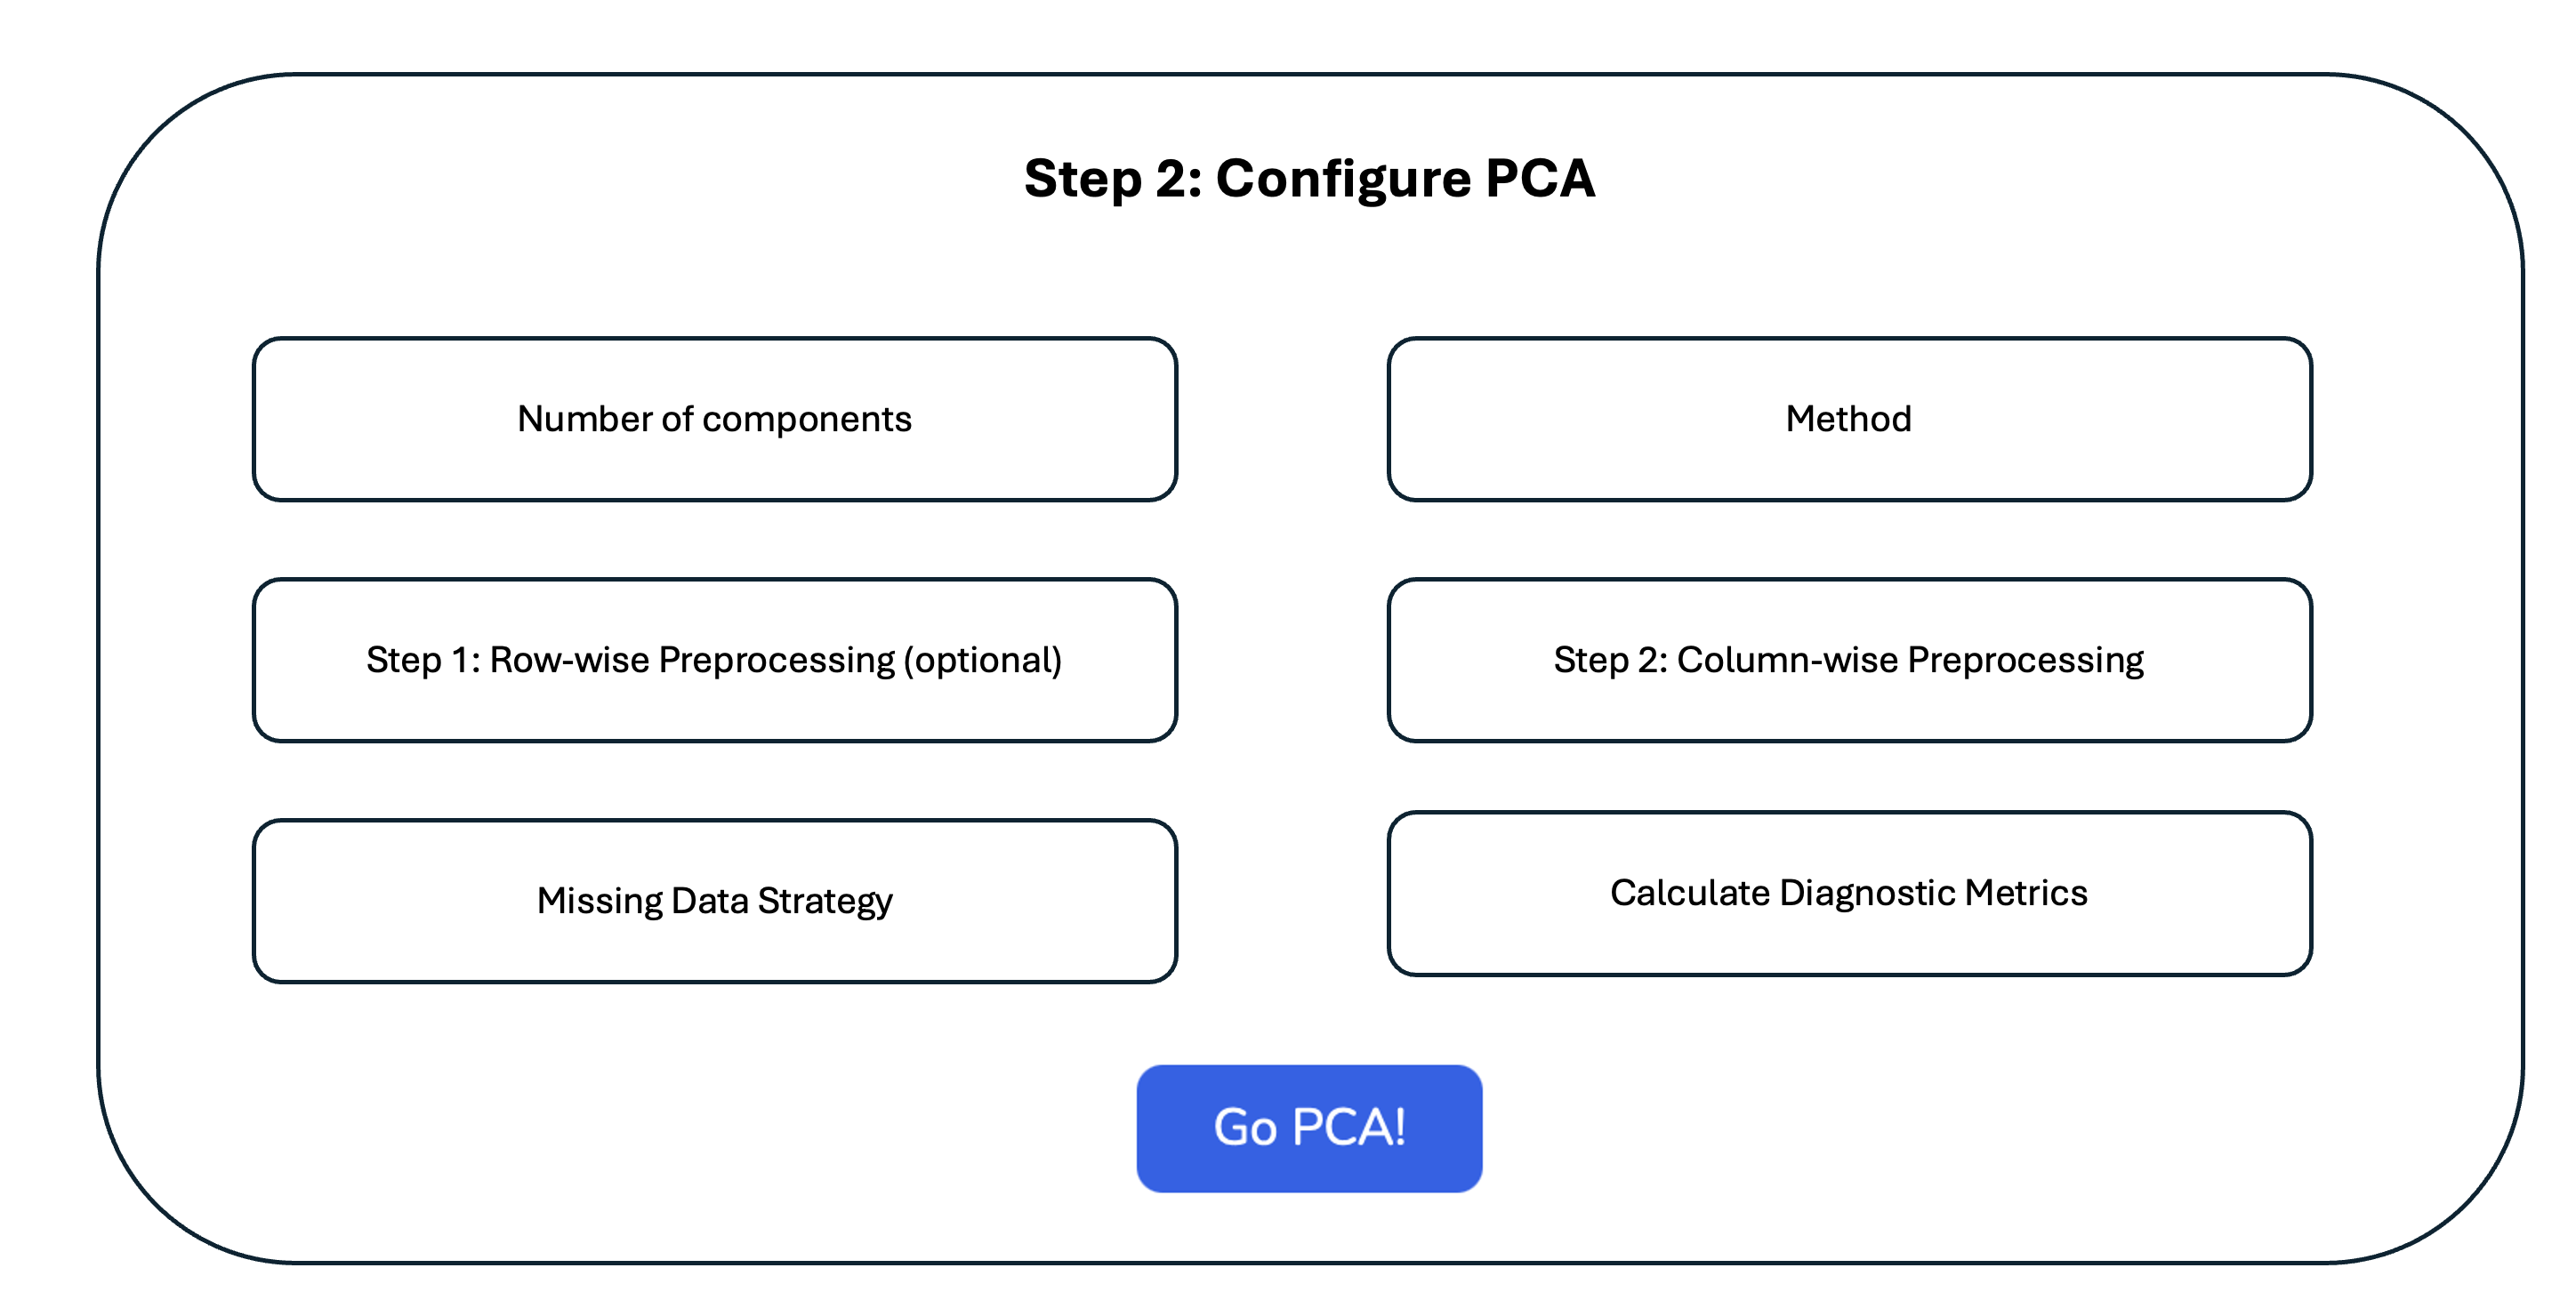 Step 2: Configure PCA
Number of components
Method
Step 1: Row-wise Preprocessing (optional)
Step 2: Column-wise Preprocessing
Missing Data Strategy
Calculate Diagnostic Metrics
Go PCA!